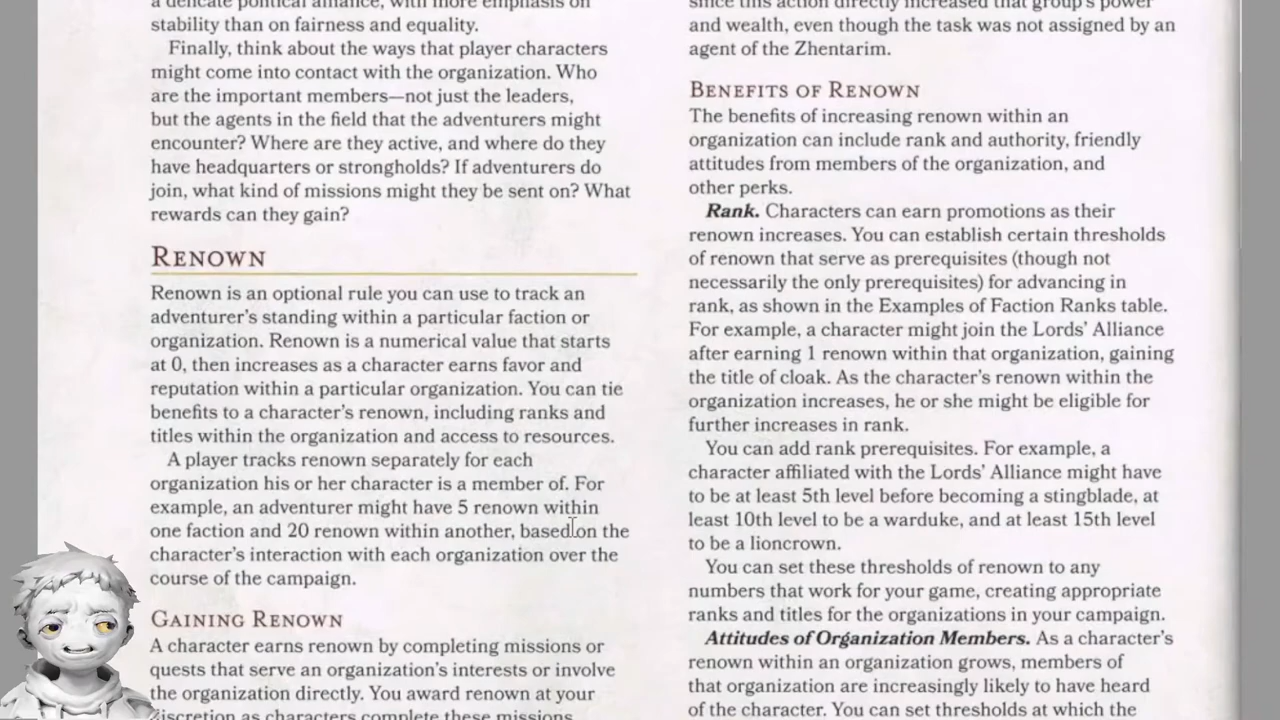 a delicate political alliance, with more emphasis on
stability than on fairness and equality.
Finally, think about the ways that player characters
might come into contact with the organization. Who
are the important members—not just the leaders,
but the agents in the field that the adventurers might
encounter? Where are they active, and where do they
have headquarters or strongholds? If adventurers do
join, what kind of missions might they be sent on? What
rewards can they gain?
RENOWN
Renown is an optional rule you can use to track an
adventurer's standing within a particular faction or
organization. Renown is a numerical value that starts
at 0, then increases as a character earns favor and
reputation within a particular organization. You can tie
benefits to a character's renown, including ranks and
titles within the organization and access to resources.
A player tracks renown separately for each
organization his or her character is a member of. For
example, an adventurer might have 5 renown within
one faction and 20 renown within another, based on the
character's interaction with each organization over the
course of the campaign.
GAINING RENOWN
A character earns renown by completing missions or
quests that serve an organization's interests or involve
the organization directly. You award renown at your
discretion as characters complete these missions
since this action directly increased that group's power
and wealth, even though the task was not assigned by an
agent of the Zhentarim.
BENEFITS OF RENOWN
The benefits of increasing renown within an
organization can include rank and authority, friendly
attitudes from members of the organization, and
other perks.
Rank. Characters can earn promotions as their
renown increases. You can establish certain thresholds
of renown that serve as prerequisites (though not
necessarily the only prerequisites) for advancing in
rank, as shown in the Examples of Faction Ranks table.
For example, a character might join the Lords' Alliance
after earning 1 renown within that organization, gaining
the title of cloak. As the character's renown within the
organization increases, he or she might be eligible for
further increases in rank.
You can add rank prerequisites. For example, a
character affiliated with the Lords' Alliance might have
to be at least 5th level before becoming a stingblade, at
least 10th level to be a warduke, and at least 15th level
to be a lioncrown.
You can set these thresholds of renown to any
numbers that work for your game, creating appropriate
ranks and titles for the organizations in your campaign.
Attitudes of Organization Members. As a character's
renown within an organization grows, members of
that organization are increasingly likely to have heard
of the character. You can set thresholds at which the